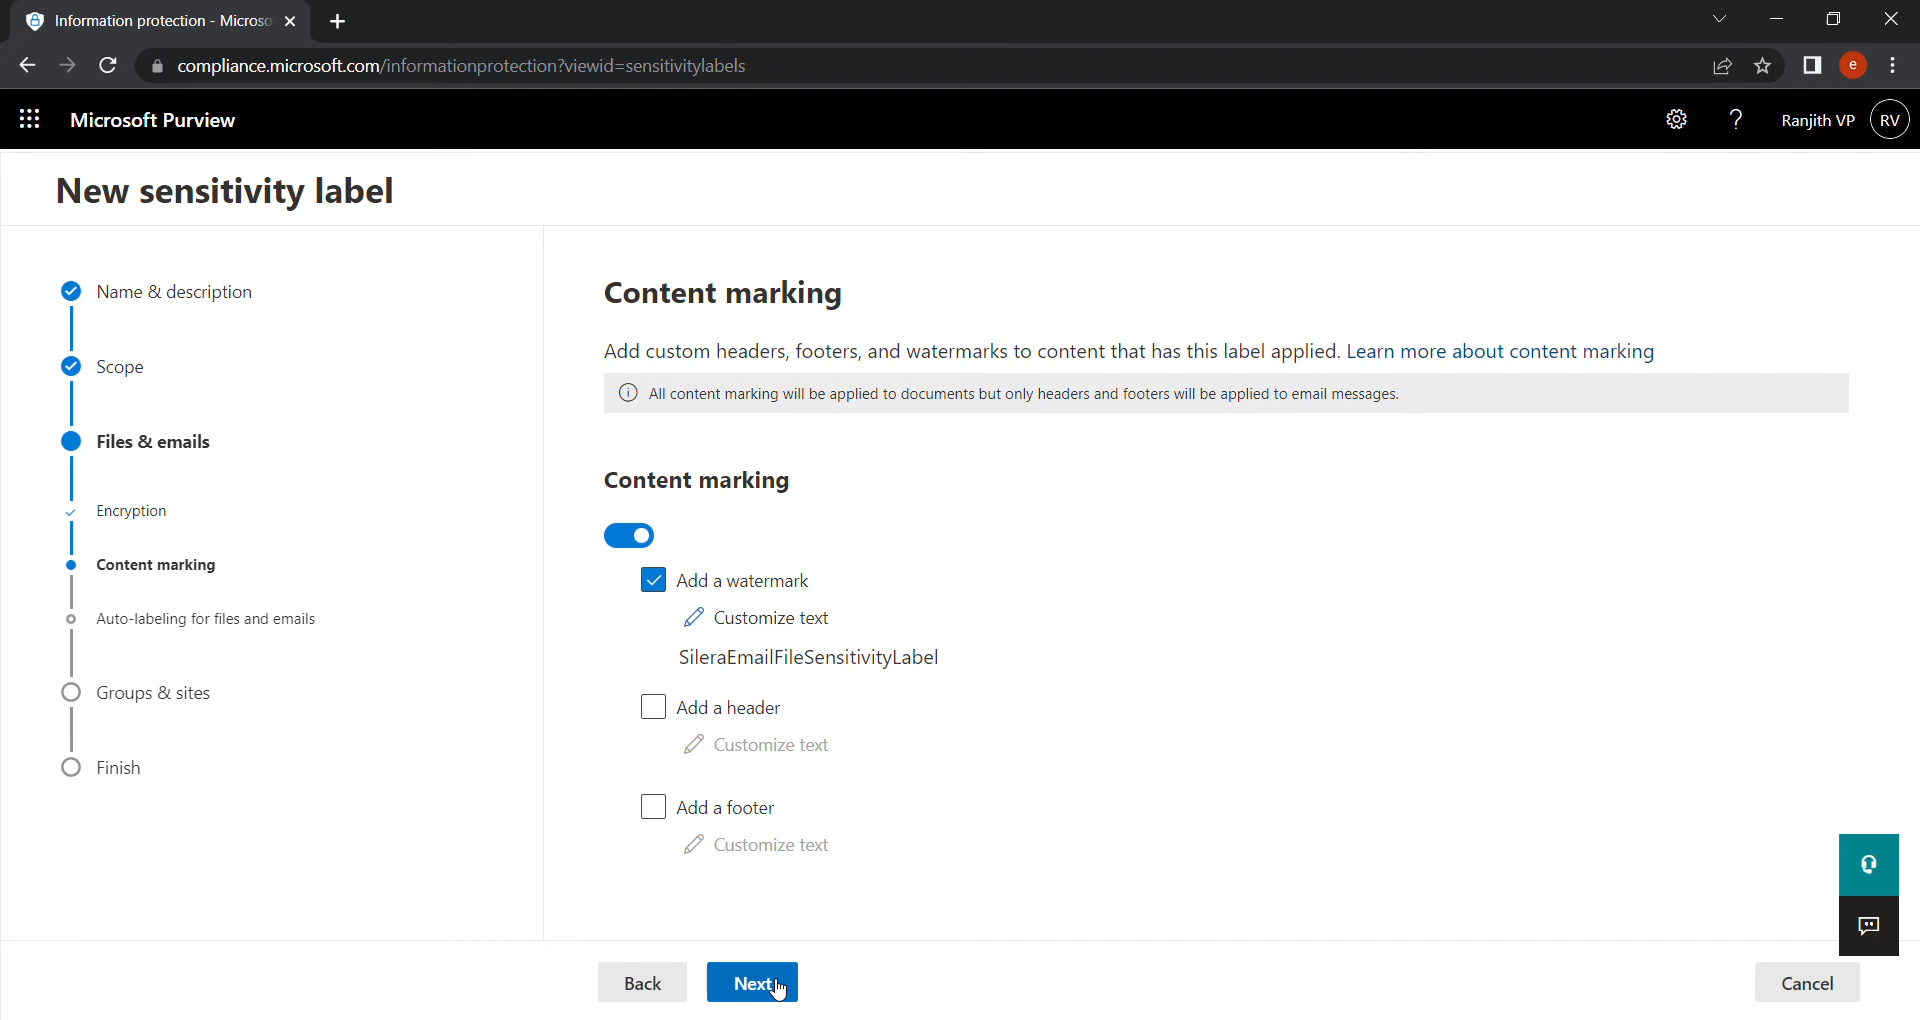 Information protection - Microso
compliance.microsoft.com/informationprotection?viewid=sensitivitylabels
e
Microsoft Purview
?
Ranjith VP
RV
New sensitivity label
Name & description
Scope
Files & emails
Encryption
Content marking
Auto-labeling for files and emails
Groups & sites
Finish
Content marking
Add custom headers, footers, and watermarks to content that has this label applied. Learn more about content marking
All content marking will be applied to documents but only headers and footers will be applied to email messages.
Content marking
Add a watermark
Customize text
SileraEmailFileSensitivityLabel
Add a header
Customize text
Add a footer
Customize text
Back
Next
Cancel